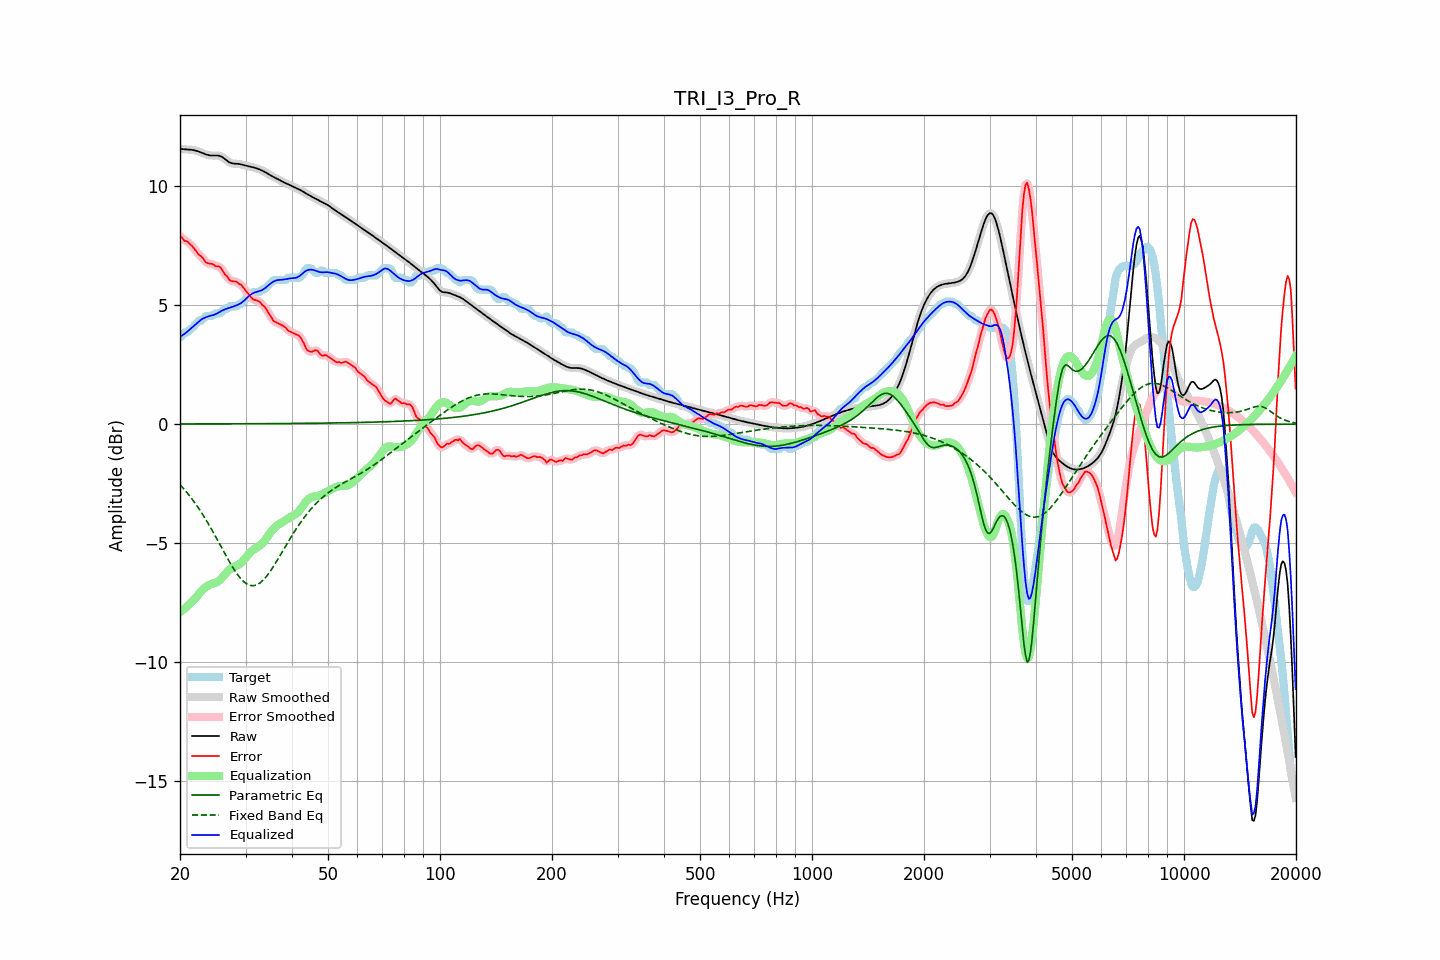 TRI_I3_Pro_R
Amplitude (dBr)
10
5
0
−5
−10
−15
Target
Raw Smoothed
Error Smoothed
Raw
Error
Equalization
Parametric Eq
Fixed Band Eq
Equalized
20 50 100 200 500 1000 2000 5000 10000 20000
Frequency (Hz)